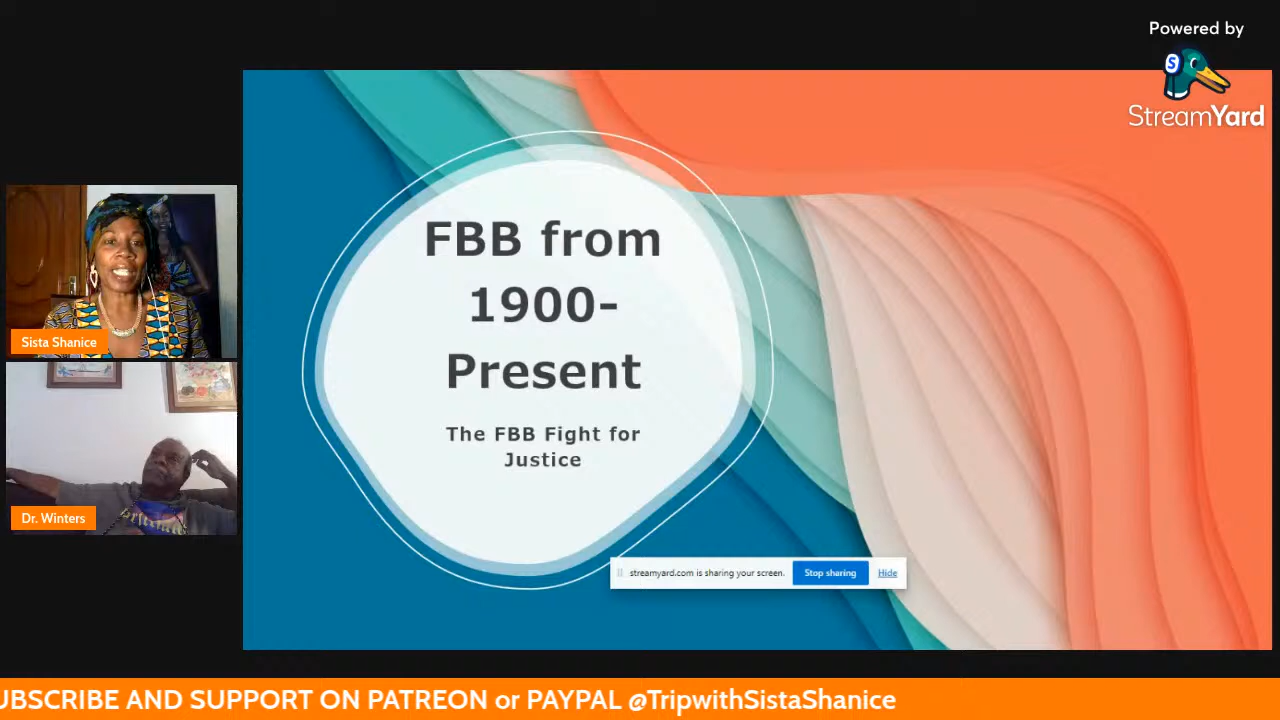 Powered by
StreamYard
FBB from
1900-
Present
The FBB Fight for
Justice
Sista Shanice
Dr. Winters
streamyard.com is sharing your screen.
Stop sharing
Hide
UBSCRIBE AND SUPPORT ON PATREON or PAYPAL @TripwithSistaShanice